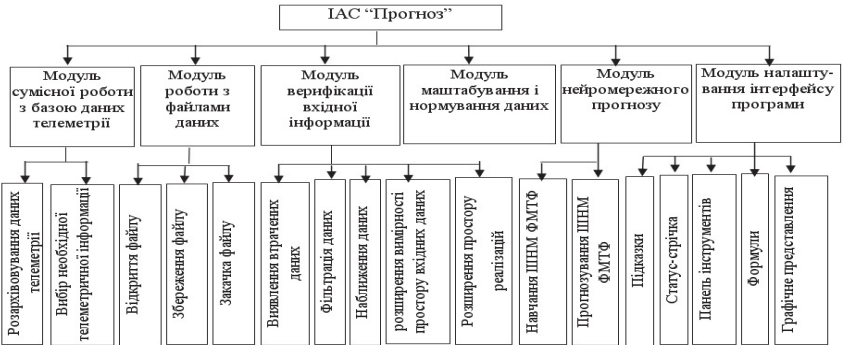 ІАС “Прогноз”
Модуль
сумісної роботи
з базою даних
телеметрії
Модуль
роботи з
файлами
даних
Модуль
верифікації
вхідної
інформації
Модуль
маштабування і
нормування даних
Модуль
нейромережного
прогнозу
Модуль налашту-
вання інтерфейсу
програми
Розархівовування даних
телеметрії
Вибір необхідної
телеметричної інформації
Відкриття файлу
Збереження файлу
Закачка файлу
Виявлення втрачених
даних
Фільтрація даних
Наближення даних
розширення вимірності
простору вхідних даних
Розширення простору
реалізацій
Навчання ШНМ ФМТФ
Прогнозування ШНМ
ФМТФ
Підказки
Статус-стрічка
Панель інструментів
Формули
Графічне представлення